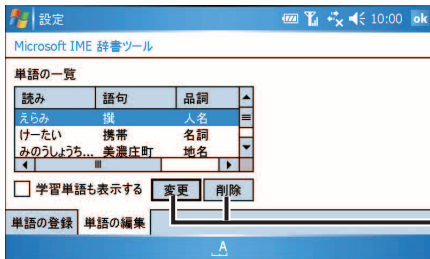 設定 10:00 ok
Microsoft IME 辞書ツール
単語の一覧
読み 語句 品詞
えらみ 撰 人名
けーたい 携帯 名詞
みのうしょうち... 美濃庄町 地名
学習単語も表示する 変更 削除
単語の登録 単語の編集
A